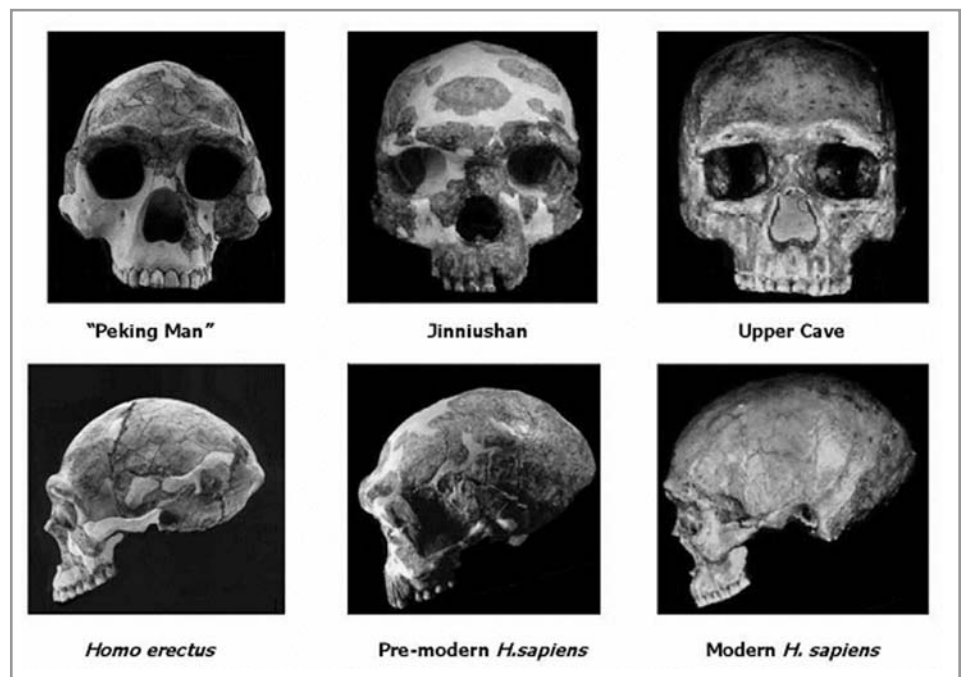 “Peking Man”
Jinniushan
Upper Cave
Homo erectus
Pre-modern H.sapiens
Modern H. sapiens